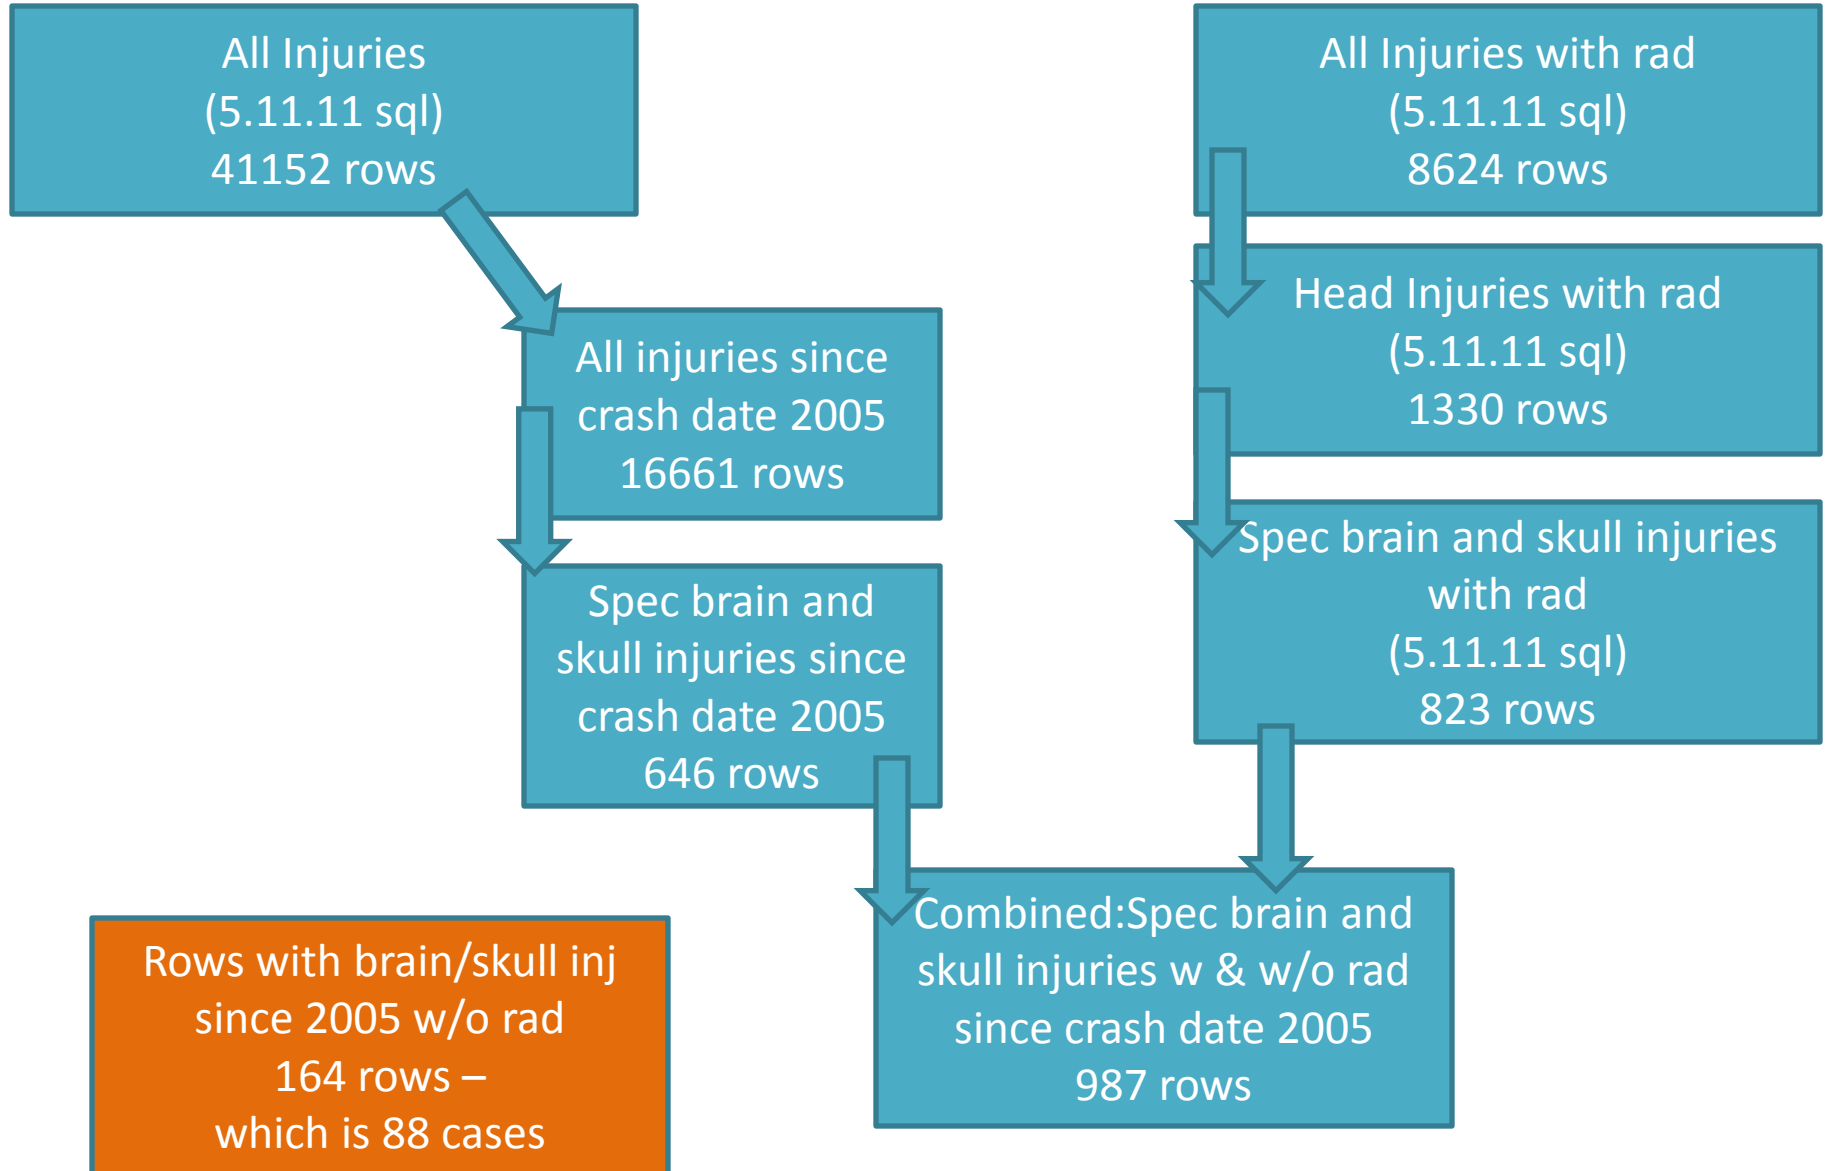 All Injuries
(5.11.11 sql)
41152 rows
All Injuries with rad
(5.11.11 sql)
8624 rows
Head Injuries with rad
(5.11.11 sql)
1330 rows
All injuries since
crash date 2005
16661 rows
Spec brain and skull injuries
with rad
(5.11.11 sql)
823 rows
Spec brain and
skull injuries since
crash date 2005
646 rows
Combined:Spec brain and
skull injuries w & w/o rad
since crash date 2005
987 rows
Rows with brain/skull inj
since 2005 w/o rad
164 rows –
which is 88 cases